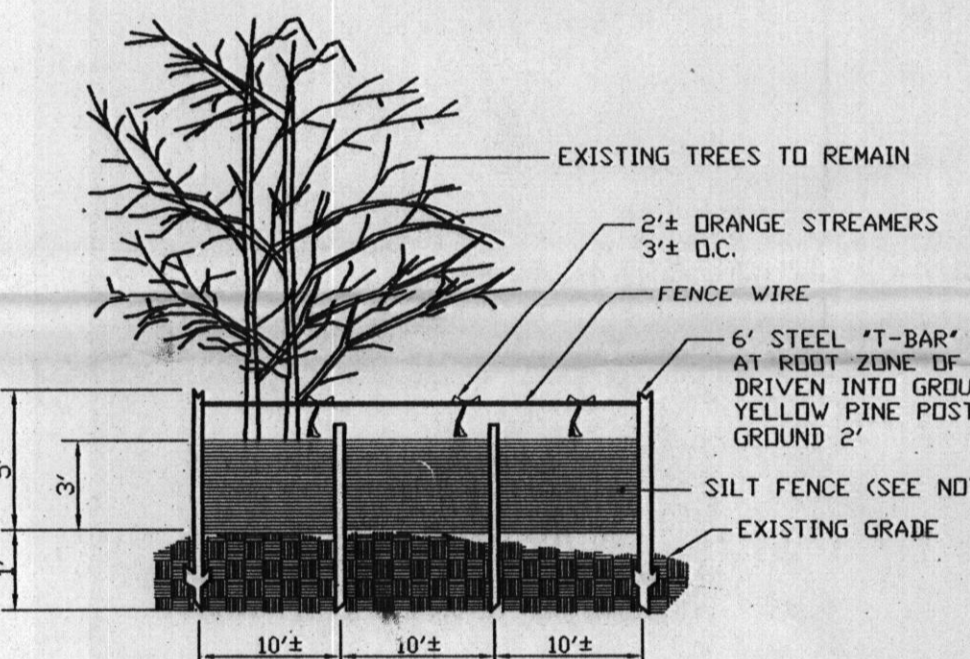 EXISTING TREES TO REMAIN
2'± ORANGE STREAMERS
3'± O.C.
FENCE WIRE
6' STEEL "T-BAR"
AT ROOT ZONE OF
DRIVEN INTO GROU
YELLOW PINE POST
GROUND 2'
3'
SILT FENCE (SEE NO
EXISTING GRADE
10'± 10'± 10'±